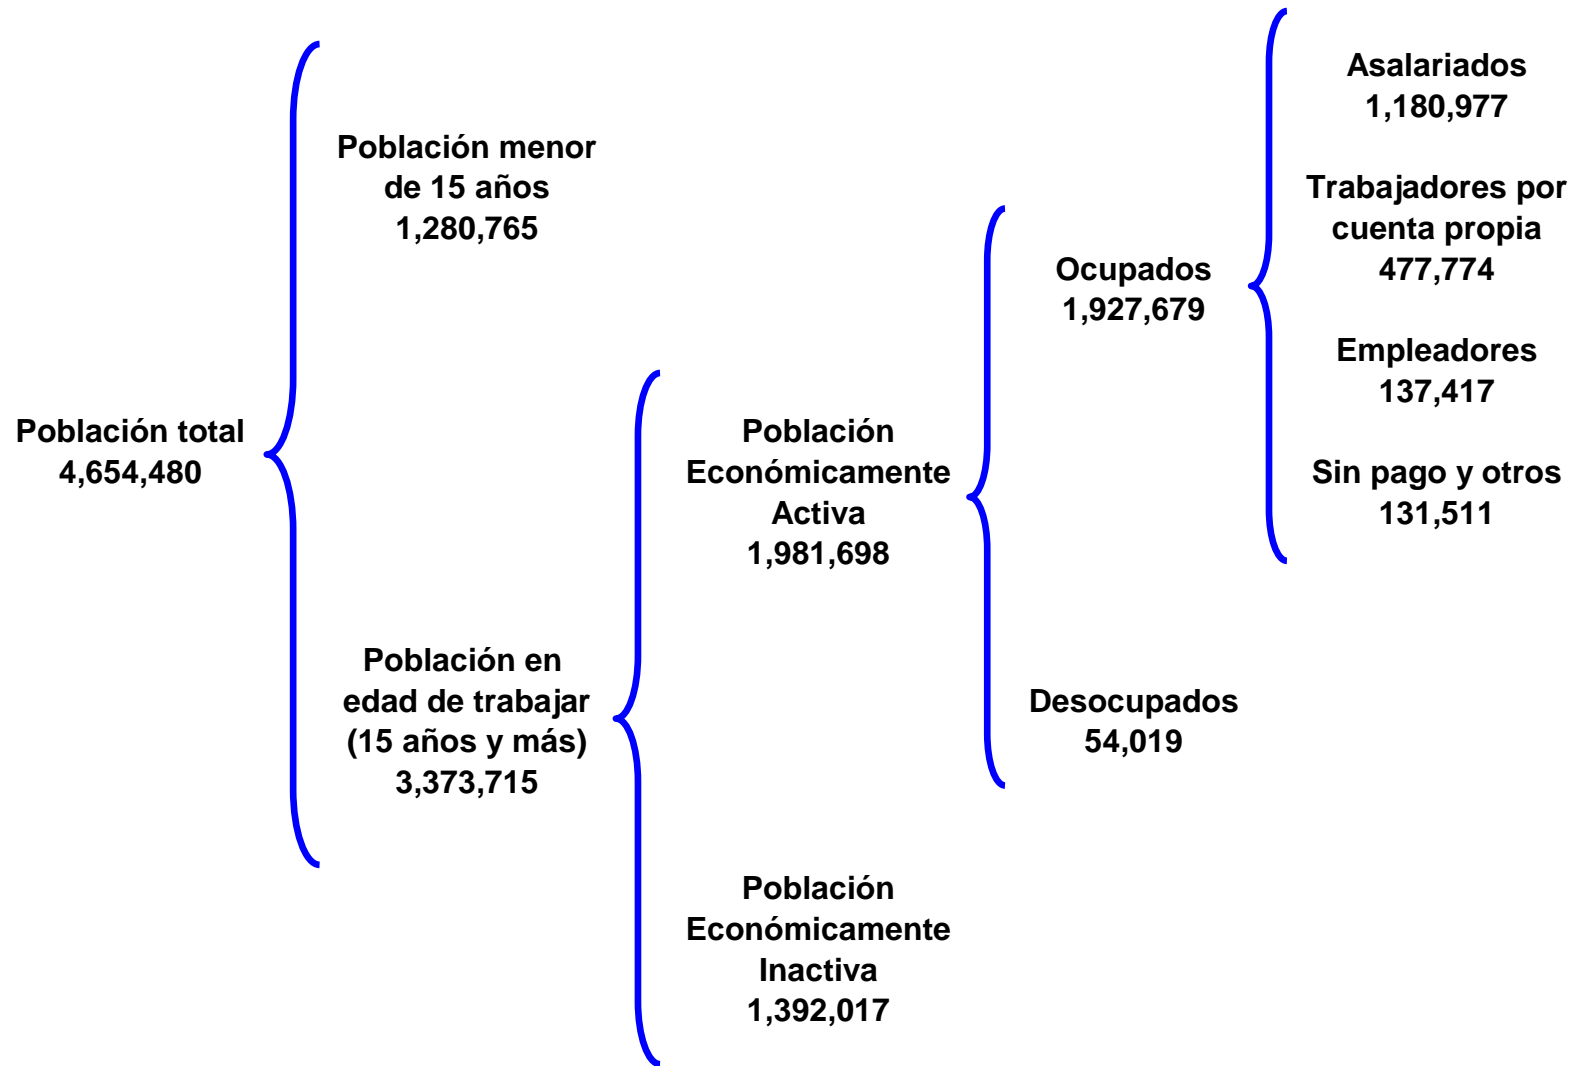 Población total
4,654,480
Población menor
de 15 años
1,280,765
Población en
edad de trabajar
(15 años y más)
3,373,715
Población
Económicamente
Activa
1,981,698
Población
Económicamente
Inactiva
1,392,017
Ocupados
1,927,679
Desocupados
54,019
Asalariados
1,180,977
Trabajadores por
cuenta propia
477,774
Empleadores
137,417
Sin pago y otros
131,511